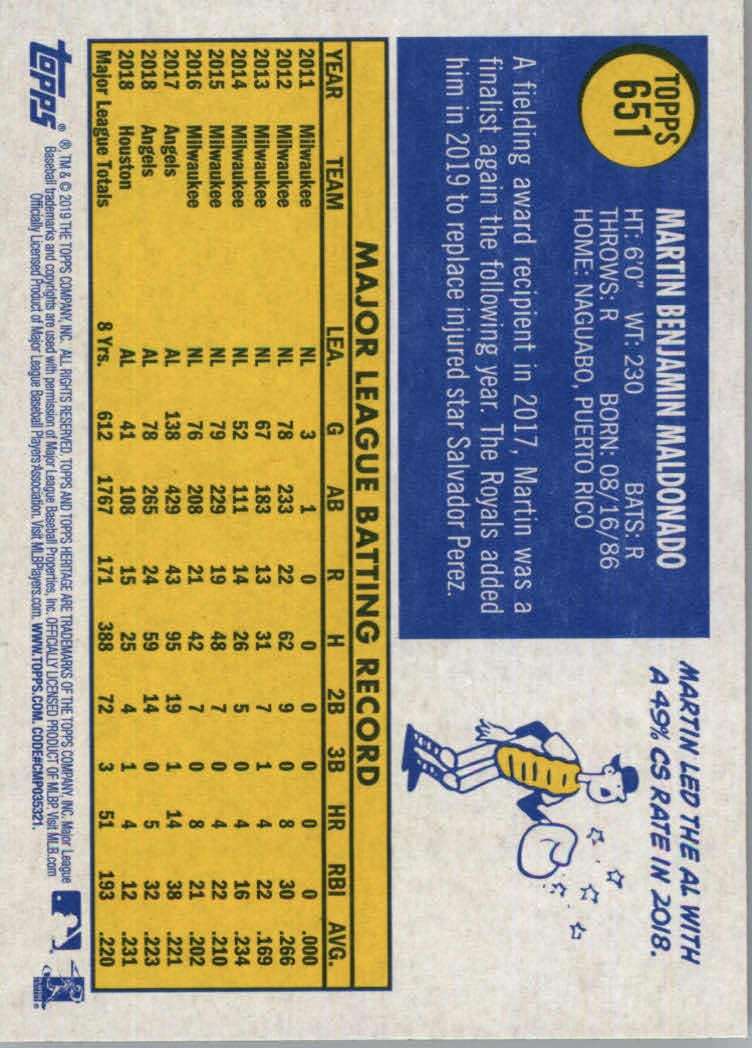 TOPPS
651
MARTIN BENJAMIN MALDONADO
HT: 6'0" WT: 230 BATS: R
THROWS: R BORN: 08/16/86
HOME: NAGUABO, PUERTO RICO
A fielding award recipient in 2017, Martin was a
finalist again the following year. The Royals added
him in 2019 to replace injured star Salvador Perez.
MARTIN LED THE AL WITH
A 49% CS RATE IN 2018.
MAJOR LEAGUE BATTING RECORD
YEAR TEAM LEA. G AB R H 2B 3B HR RBI AVG.
2011 Milwaukee NL 3 1 0 0 0 0 0 0 .000
2012 Milwaukee NL 78 233 22 62 9 0 8 30 .266
2013 Milwaukee NL 67 183 13 31 7 1 4 22 .169
2014 Milwaukee NL 52 111 14 26 5 0 4 16 .234
2015 Milwaukee NL 79 229 19 48 7 0 4 22 .210
2016 Milwaukee NL 76 208 21 42 7 0 8 21 .202
2017 Angels AL 138 429 43 95 19 1 14 38 .221
2018 Angels AL 78 265 24 59 14 0 5 32 .223
2018 Houston AL 41 108 15 25 4 1 4 12 .231
Major League Totals 8 Yrs. 612 1767 171 388 72 3 51 193 .220
topps®
®, TM & © 2019 THE TOPPS COMPANY, INC. ALL RIGHTS RESERVED. TOPPS AND TOPPS HERITAGE ARE TRADEMARKS OF THE TOPPS COMPANY, INC. Major League
Baseball trademarks and copyrights are used with permission of Major League Baseball Properties, Inc. OFFICIALLY LICENSED PRODUCT OF MLBP. Visit MLB.com
Officially Licensed Product of Major League Baseball Players Association. Visit MLBPlayers.com. WWW.TOPPS.COM. CODE#CMP035321.